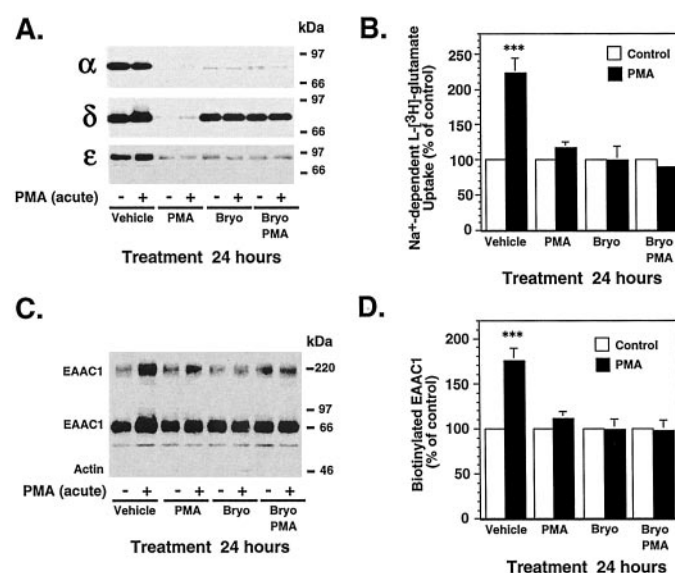 A.
kDa
α
97
66
δ
97
66
ε
97
66
PMA (acute) - + - + - + - +
Vehicle PMA Bryo Bryo PMA
Treatment 24 hours
B.
Na⁺-dependent L-[³H]-glutamate
Uptake (% of control)
250
200
150
100
50
0
***
Control
PMA
Vehicle PMA Bryo Bryo PMA
Treatment 24 hours
C.
kDa
EAAC1
220
97
EAAC1
66
Actin
46
PMA (acute) - + - + - + - +
Vehicle PMA Bryo Bryo PMA
Treatment 24 hours
D.
Biotinylated EAAC1
(% of control)
200
150
100
50
0
***
Control
PMA
Vehicle PMA Bryo Bryo PMA
Treatment 24 hours